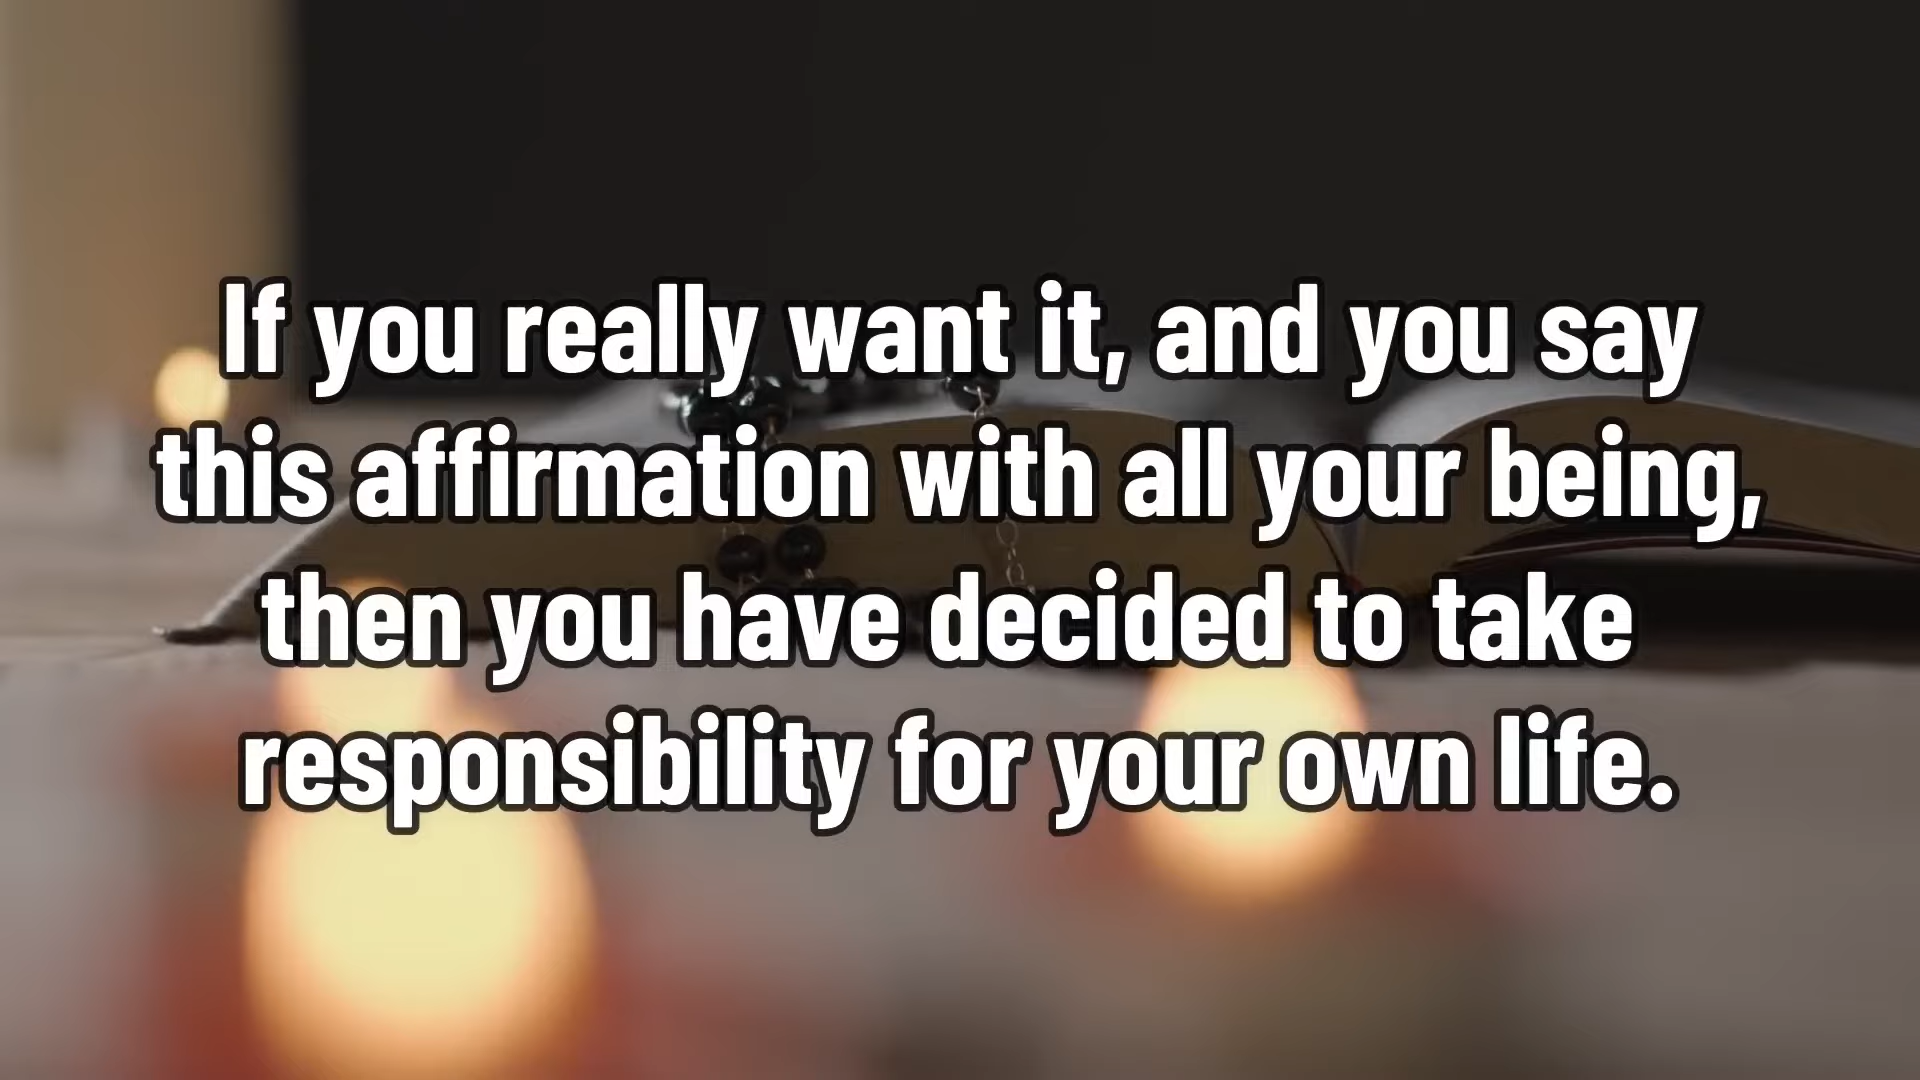 If you really want it, and you say
this affirmation with all your being,
then you have decided to take
responsibility for your own life.